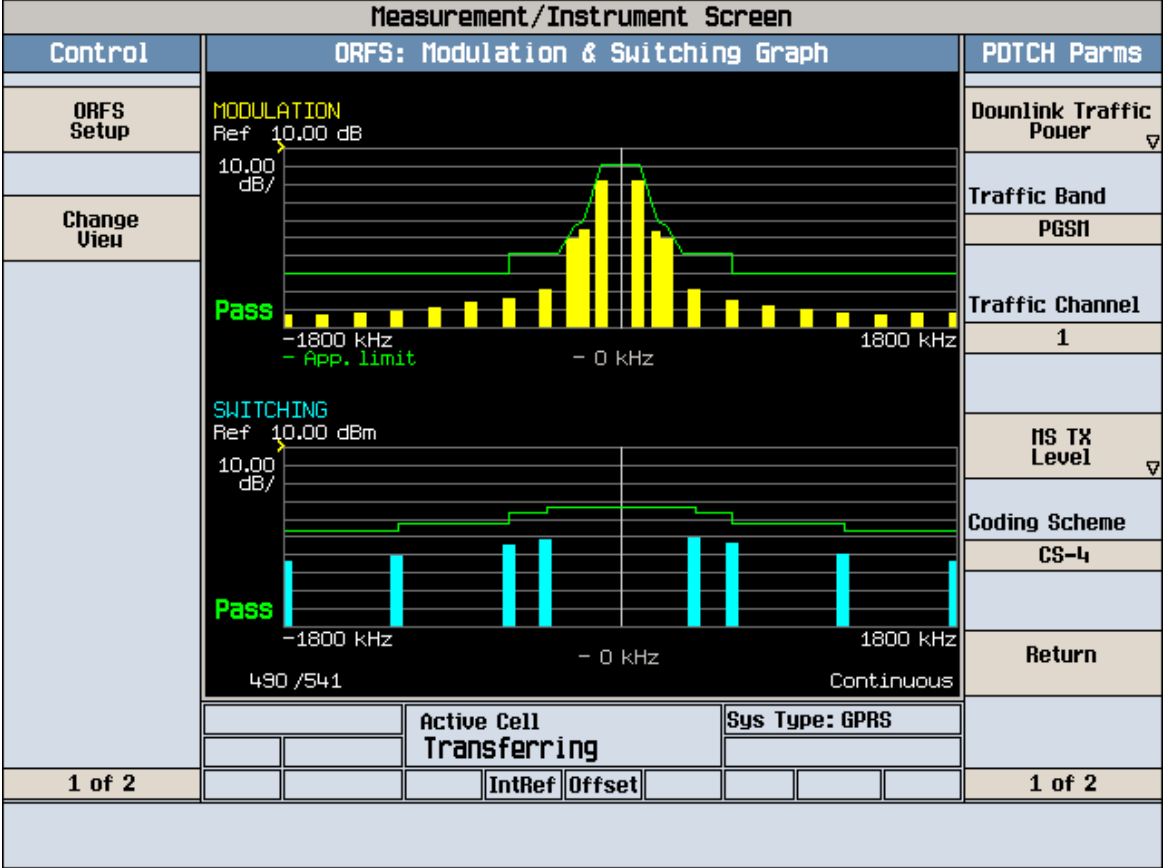 Measurement/Instrument Screen
Control
ORFS: Modulation & Switching Graph
PDTCH Parms
ORFS
Setup
Change
View
1 of 2
MODULATION
Ref 10.00 dB
10.00
dB/
Pass
-1800 kHz
1800 kHz
- App. limit
- 0 kHz
SWITCHING
Ref 10.00 dBm
10.00
dB/
Pass
-1800 kHz
1800 kHz
- 0 kHz
490 /541
Continuous
Active Cell
Transferring
Sys Type: GPRS
IntRef
Offset
Downlink Traffic
Power
Traffic Band
PGSM
Traffic Channel
1
MS TX
Level
Coding Scheme
CS-4
Return
1 of 2